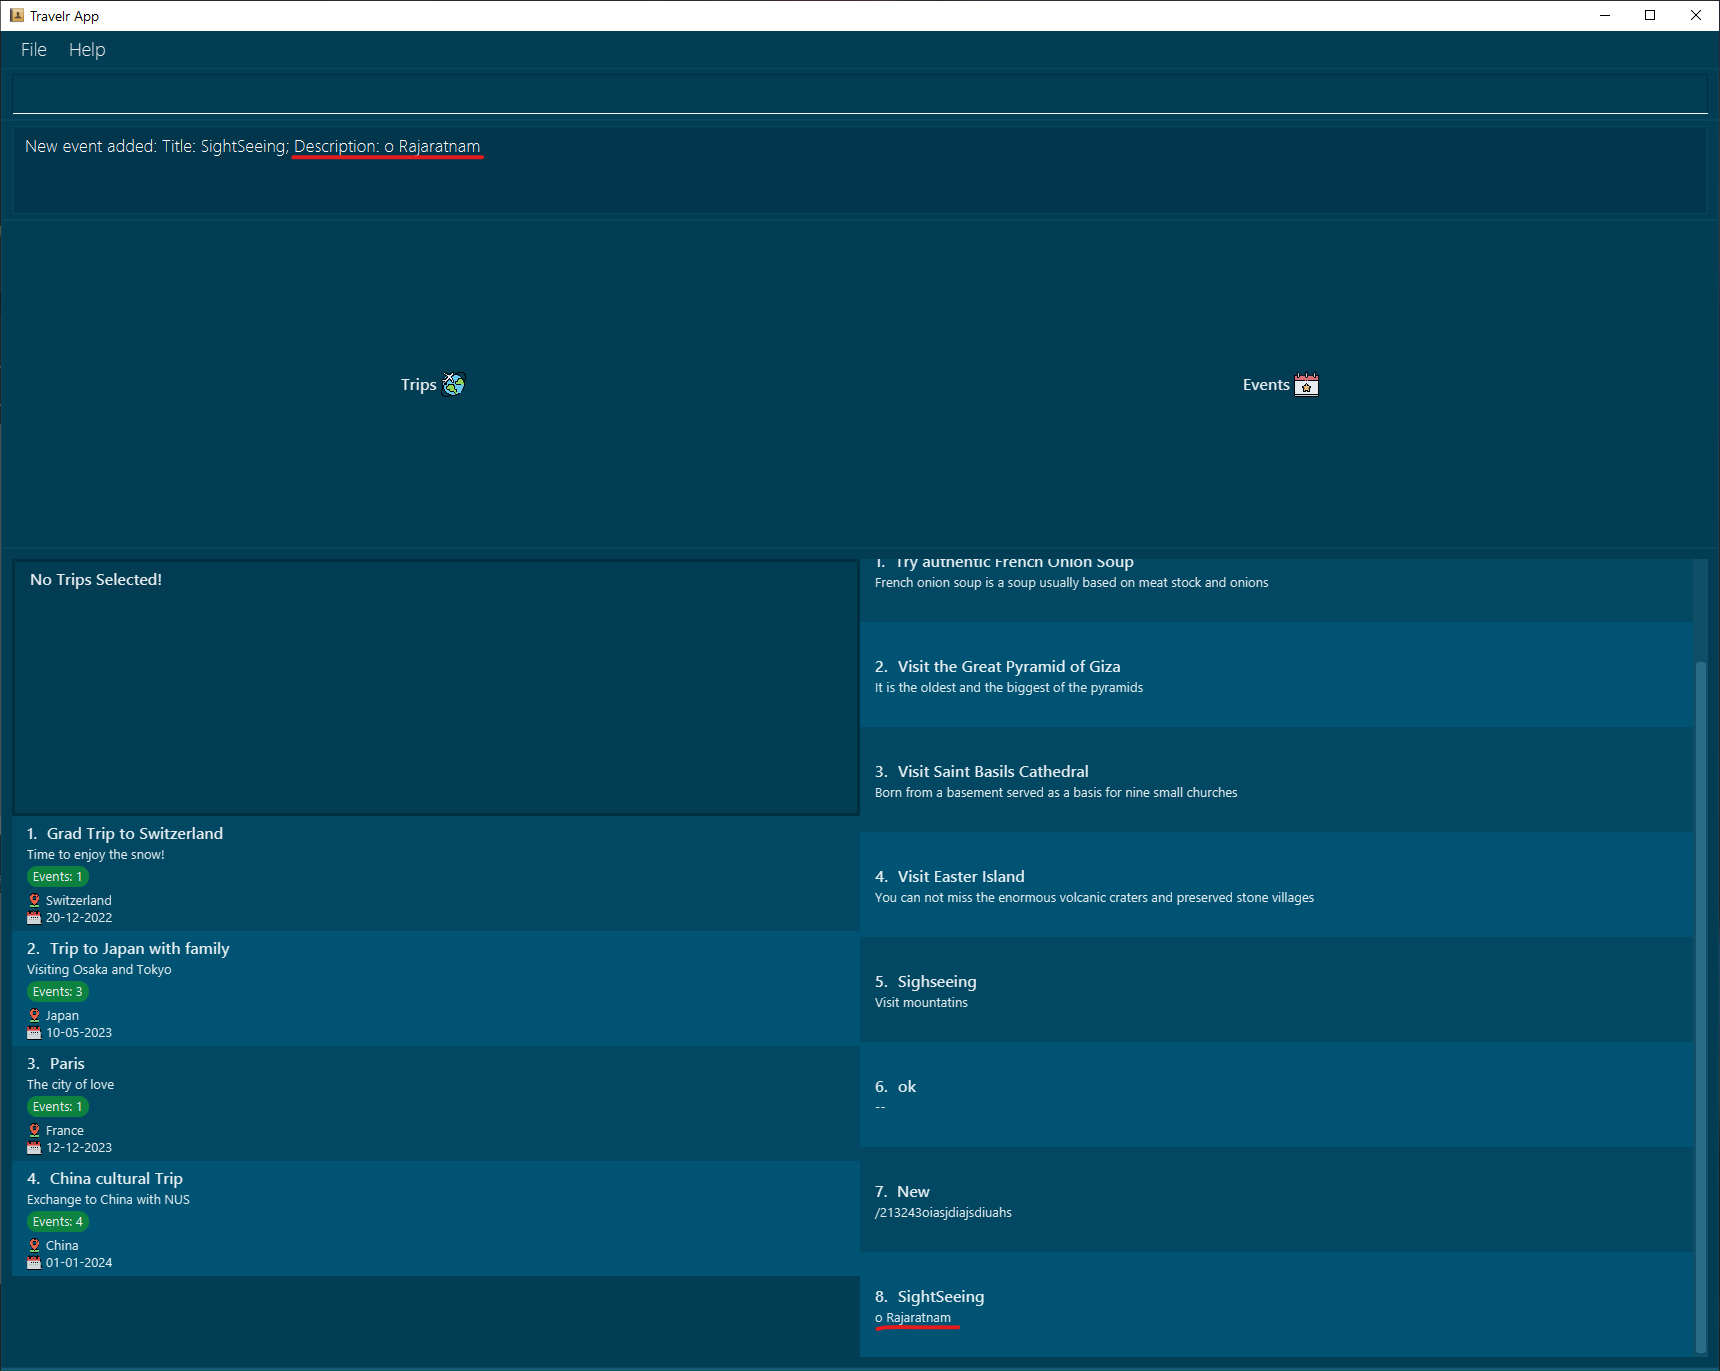 Travelr App
File Help
New event added: Title: SightSeeing; Description: o Rajaratnam
Trips
Events
No Trips Selected!
1. Grad Trip to Switzerland
Time to enjoy the snow!
Events: 1
Switzerland
20-12-2022
2. Trip to Japan with family
Visiting Osaka and Tokyo
Events: 3
Japan
10-05-2023
3. Paris
The city of love
Events: 1
France
12-12-2023
4. China cultural Trip
Exchange to China with NUS
Events: 4
China
01-01-2024
1. Try authentic French Onion Soup
French onion soup is a soup usually based on meat stock and onions
2. Visit the Great Pyramid of Giza
It is the oldest and the biggest of the pyramids
3. Visit Saint Basils Cathedral
Born from a basement served as a basis for nine small churches
4. Visit Easter Island
You can not miss the enormous volcanic craters and preserved stone villages
5. Sighseeing
Visit mountatins
6. ok
--
7. New
/213243oiasjdiajsdiuahs
8. SightSeeing
o Rajaratnam